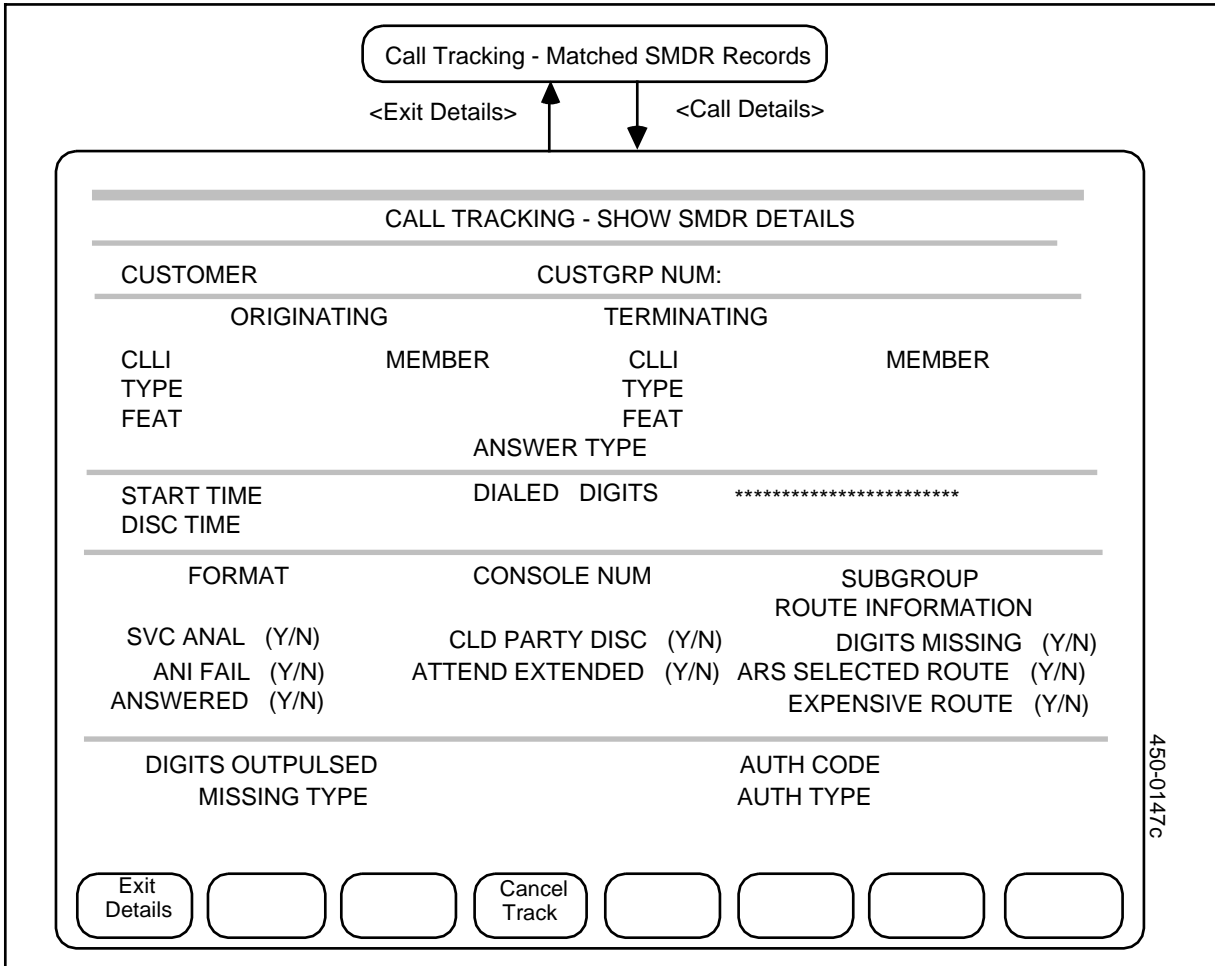 Call Tracking - Matched SMDR Records
<Exit Details> <Call Details>
CALL TRACKING - SHOW SMDR DETAILS
CUSTOMER CUSTGRP NUM:
ORIGINATING TERMINATING
CLLI MEMBER CLLI MEMBER
TYPE TYPE
FEAT FEAT
ANSWER TYPE
START TIME DIALED DIGITS ************************
DISC TIME
FORMAT CONSOLE NUM SUBGROUP
ROUTE INFORMATION
SVC ANAL (Y/N) CLD PARTY DISC (Y/N) DIGITS MISSING (Y/N)
ANI FAIL (Y/N) ATTEND EXTENDED (Y/N) ARS SELECTED ROUTE (Y/N)
ANSWERED (Y/N) EXPENSIVE ROUTE (Y/N)
DIGITS OUTPULSED AUTH CODE
MISSING TYPE AUTH TYPE
Exit Details
Cancel Track
450-0147c